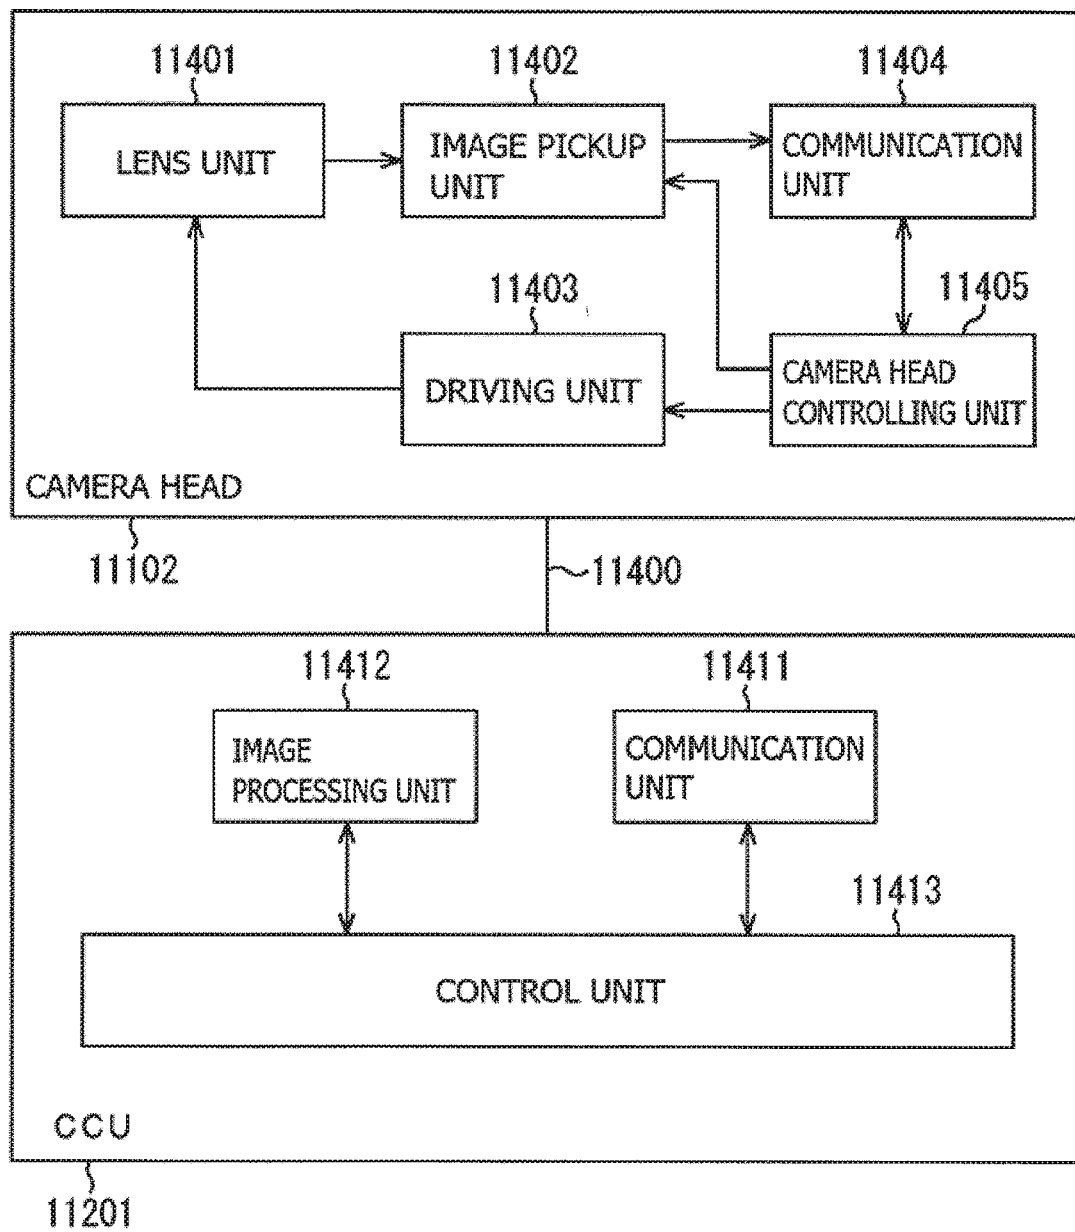 11401
11402
11404
LENS UNIT
IMAGE PICKUP
UNIT
COMMUNICATION
UNIT
11403
11405
DRIVING UNIT
CAMERA HEAD
CONTROLLING UNIT
CAMERA HEAD
11102
11400
11412
11411
IMAGE
PROCESSING UNIT
COMMUNICATION
UNIT
11413
CONTROL UNIT
CCU
11201